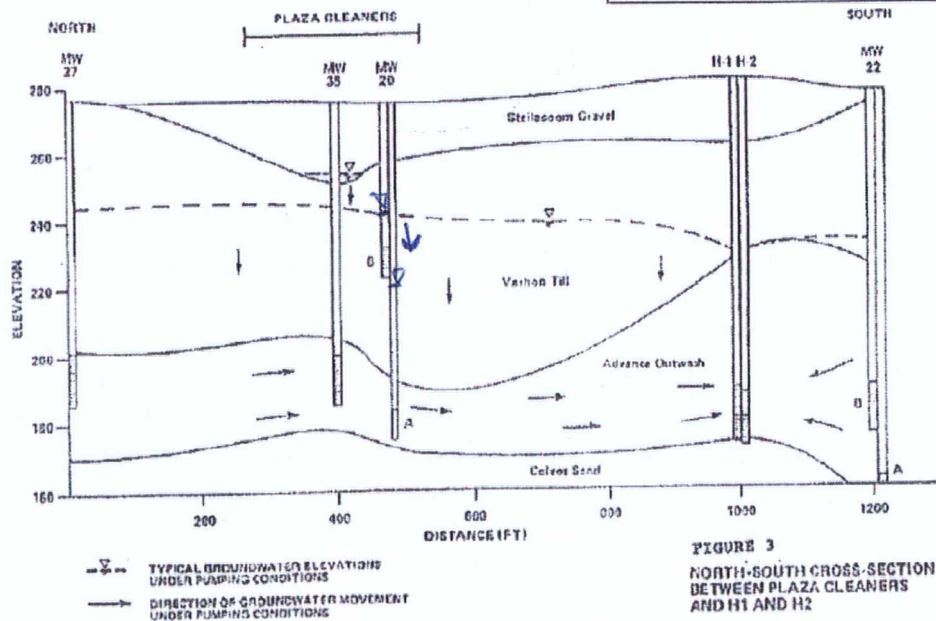 PLAZA CLEANERS
NORTH
SOUTH
MW
27
MW
35
MW
20
H-1 H-2
MW
22
280
260
240
220
200
180
160
ELEVATION
Steilacoom Gravel
B
Vashon Till
Advance Outwash
B
A
A
Colvos Sand
200
400
600
800
1000
1200
DISTANCE (FT)
TYPICAL GROUNDWATER ELEVATIONS
UNDER PUMPING CONDITIONS
DIRECTION OF GROUNDWATER MOVEMENT
UNDER PUMPING CONDITIONS
FIGURE 3
NORTH-SOUTH CROSS-SECTION
BETWEEN PLAZA CLEANERS
AND H1 AND H2